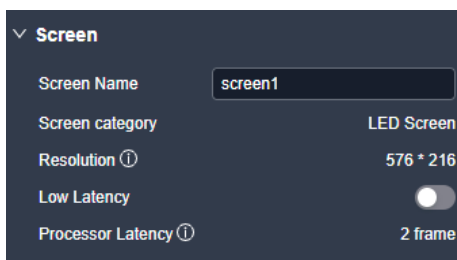 Screen
Screen Name screen1
Screen category LED Screen
Resolution ⓘ 576 * 216
Low Latency
Processor Latency ⓘ 2 frame